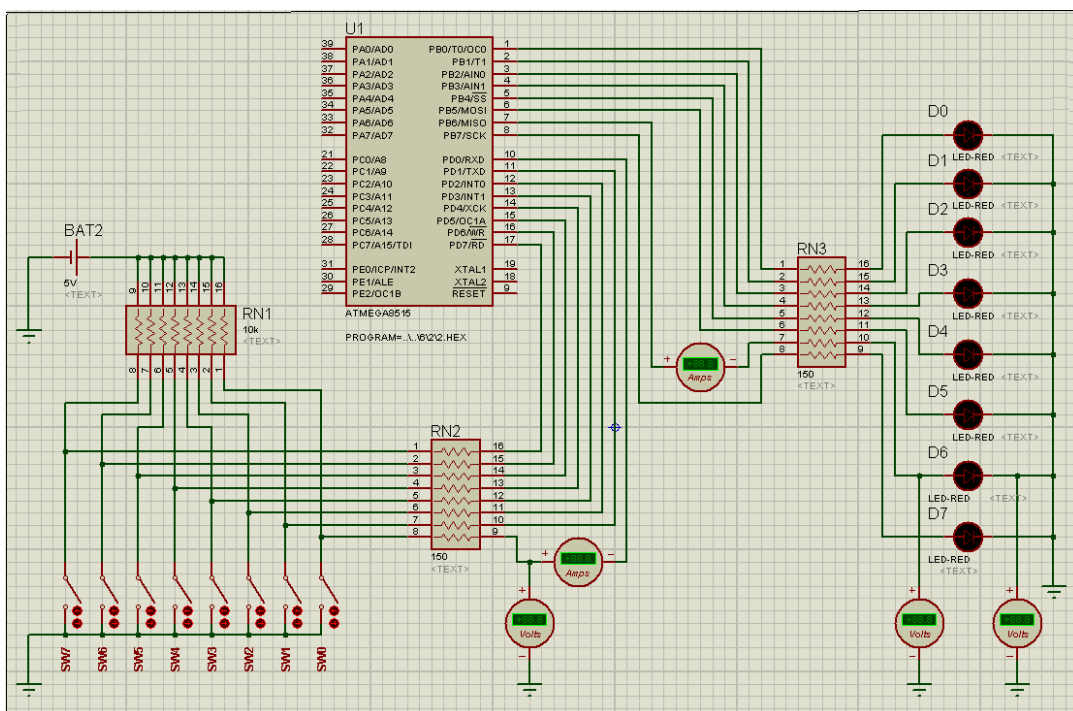 U1
39 PA0/AD0 PB0/T0/OC0 1
38 PA1/AD1 PB1/T1 2
37 PA2/AD2 PB2/AIN0 3
36 PA3/AD3 PB3/AIN1 4
35 PA4/AD4 PB4/SS 5
34 PA5/AD5 PB5/MOSI 6
33 PA6/AD6 PB6/MISO 7
32 PA7/AD7 PB7/SCK 8
21 PC0/A8 PD0/RXD 10
22 PC1/A9 PD1/TXD 11
23 PC2/A10 PD2/INT0 12
24 PC3/A11 PD3/INT1 13
25 PC4/A12 PD4/XCK 14
26 PC5/A13 PD5/OC1A 15
27 PC6/A14 PD6/WR 16
28 PC7/A15/TDI PD7/RD 17
31 PE0/ICP/INT2 XTAL1 19
30 PE1/ALE XTAL2 18
29 PE2/OC1B RESET 9
ATMEGA8515
PROGRAM=..\..\6\2\2.HEX
BAT2
5V
<TEXT>
9 10 11 12 13 14 15 16
RN1
10k
<TEXT>
8 7 6 5 4 3 2 1
RN2
1 16
2 15
3 14
4 13
5 12
6 11
7 10
8 9
150
<TEXT>
RN3
1 16
2 15
3 14
4 13
5 12
6 11
7 10
8 9
150
<TEXT>
+ −
Amps
+ −
Amps
+
Volts
−
+
Volts
−
+
Volts
−
D0
LED-RED <TEXT>
D1
LED-RED <TEXT>
D2
LED-RED <TEXT>
D3
LED-RED <TEXT>
D4
LED-RED <TEXT>
D5
LED-RED <TEXT>
D6
LED-RED <TEXT>
D7
LED-RED
<TEXT>
SW7 SW6 SW5 SW4 SW3 SW2 SW1 SW0